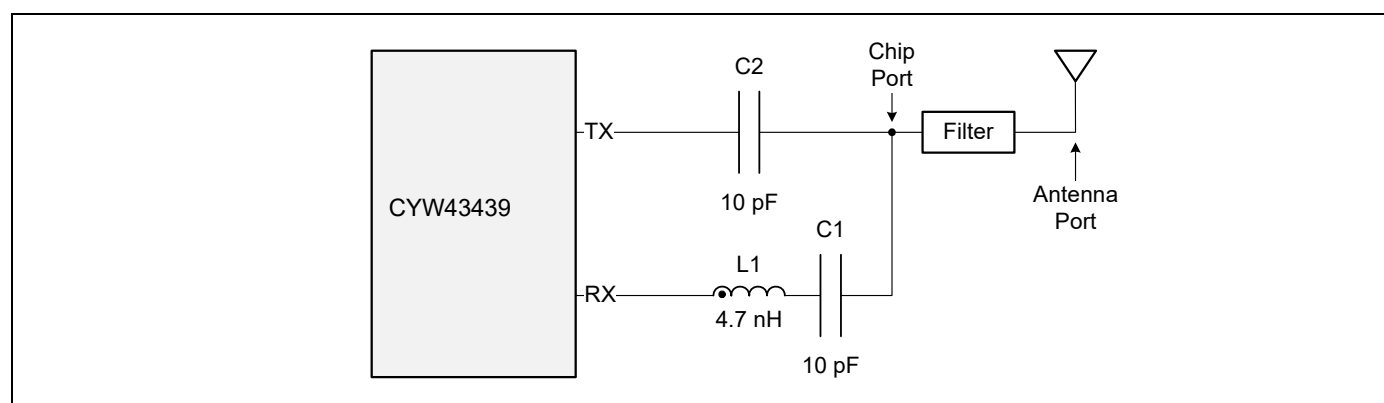 C2
Chip
Port
TX
Filter
10 pF
Antenna
Port
CYW43439
C1
L1
RX
4.7 nH
10 pF